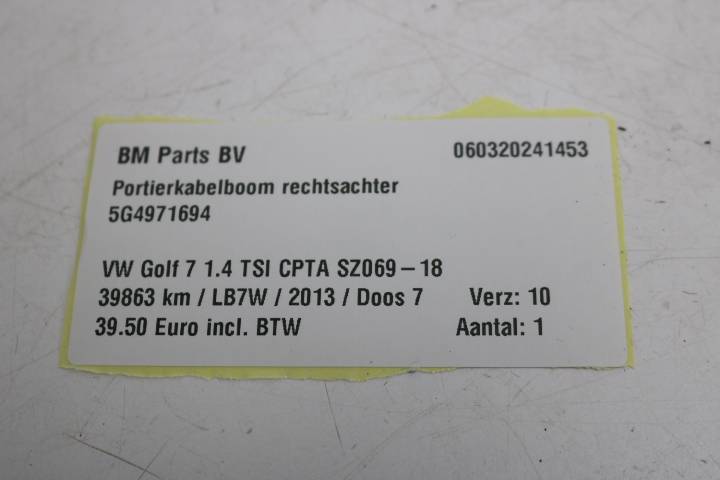 BM Parts BV 060320241453
Portierkabelboom rechtsachter
5G4971694
VW Golf 7 1.4 TSI CPTA SZ069-18
39863 km / LB7W / 2013 / Doos 7 Verz: 10
39.50 Euro incl. BTW Aantal: 1